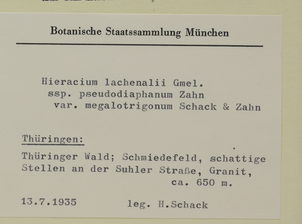 Botanische Staatssammlung München
Hieracium lachenalii Gmel.
ssp. pseudodiaphanum Zahn
var. megalotrigonum Schack & Zahn
Thüringen:
Thüringer Wald; Schmiedefeld, schattige
Stellen an der Suhler Straße, Granit,
ca. 650 m.
13.7.1935 leg. H.Schack